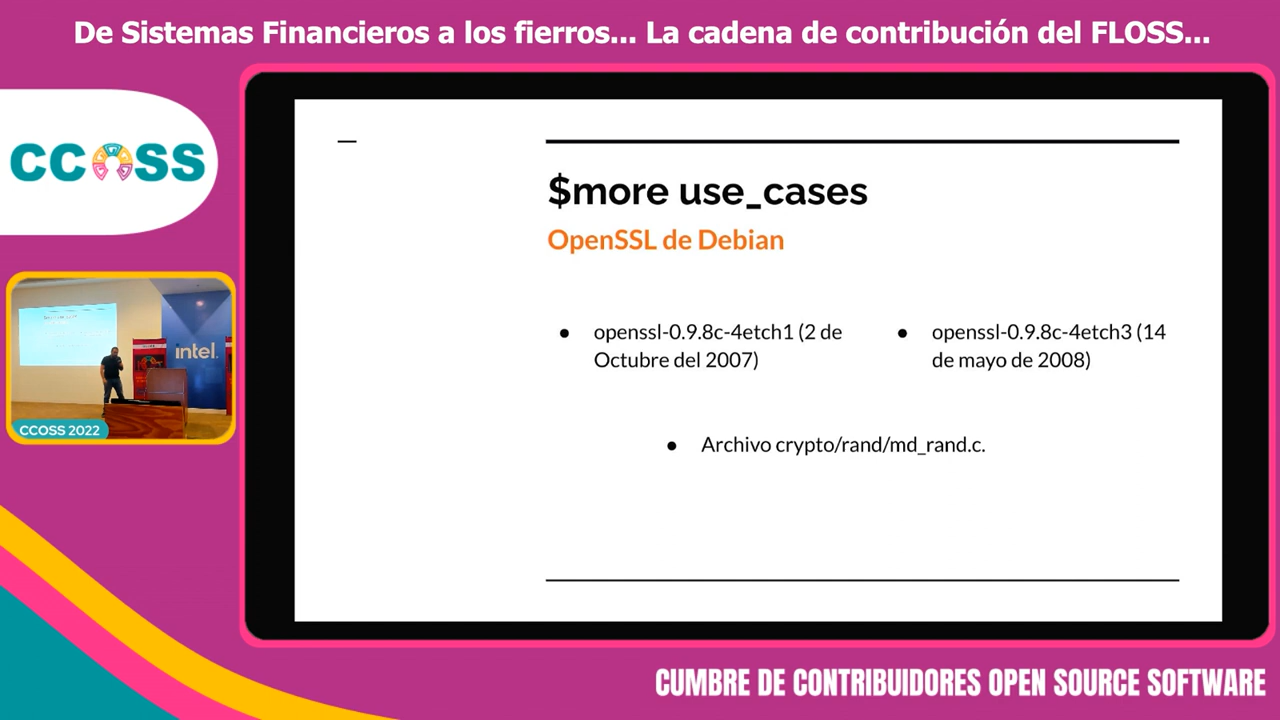 De Sistemas Financieros a los fierros... La cadena de contribución del FLOSS...
CCOSS
$more use_cases
OpenSSL de Debian
● openssl-0.9.8c-4etch1 (2 de
Octubre del 2007)
● openssl-0.9.8c-4etch3 (14
de mayo de 2008)
● Archivo crypto/rand/md_rand.c.
intel.
CCOSS 2022
CUMBRE DE CONTRIBUIDORES OPEN SOURCE SOFTWARE